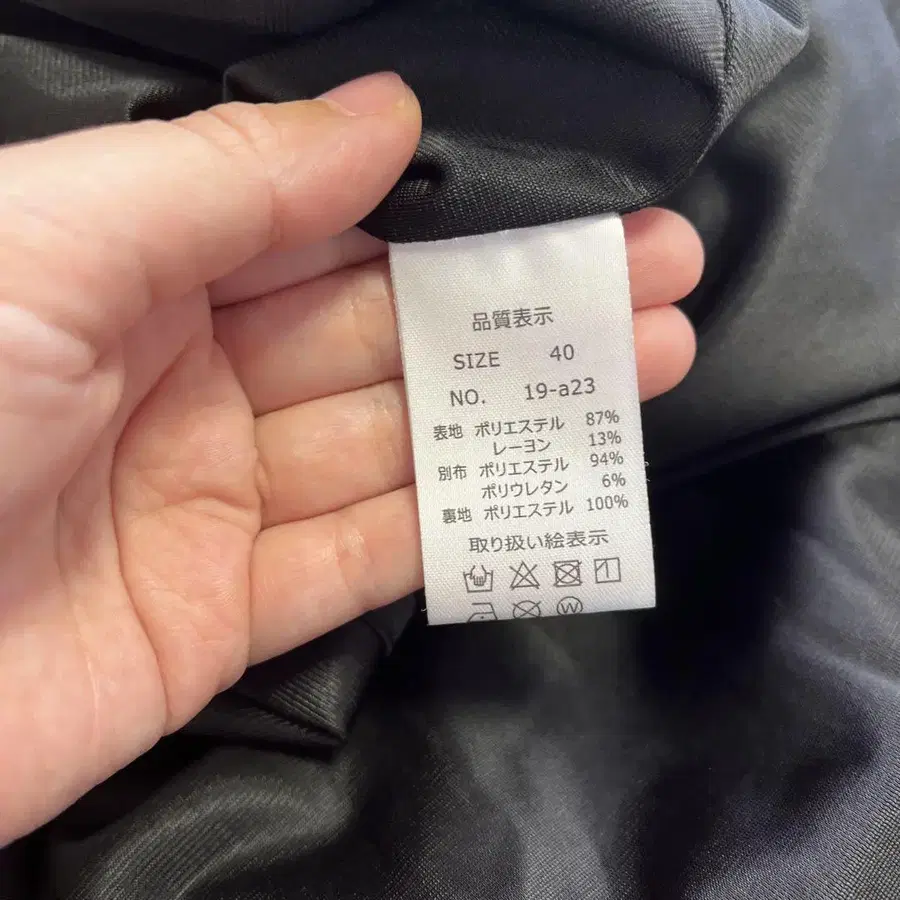 品質表示
SIZE 40
NO. 19-a23
表地 ポリエステル 87%
レーヨン 13%
別布 ポリエステル 94%
ポリウレタン 6%
裏地 ポリエステル 100%
取り扱い絵表示
W